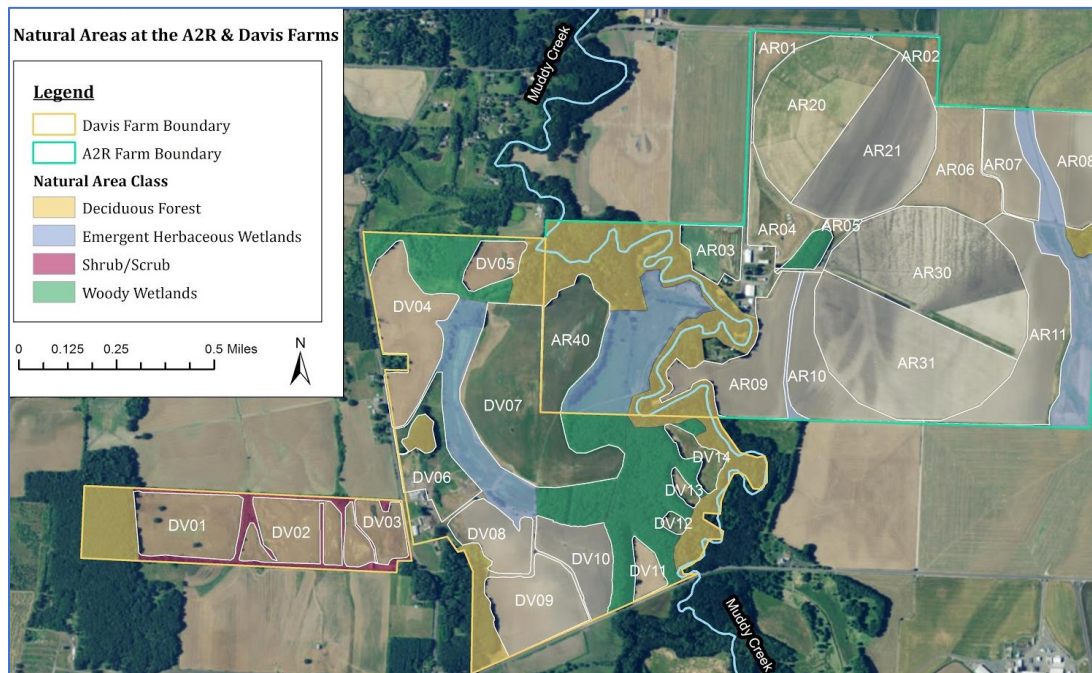 Natural Areas at the A2R & Davis Farms
Legend
Davis Farm Boundary
A2R Farm Boundary
Natural Area Class
Deciduous Forest
Emergent Herbaceous Wetlands
Shrub/Scrub
Woody Wetlands
0 0.125 0.25 0.5 Miles
N
Muddy Creek
AR01
AR02
AR20
AR21
AR06
AR07
AR08
AR03
AR04
AR05
AR30
DV05
DV04
AR40
AR31
AR11
AR09
AR10
DV07
DV06
DV14
DV13
DV12
DV01
DV02
DV03
DV08
DV10
DV11
DV09
Muddy Creek